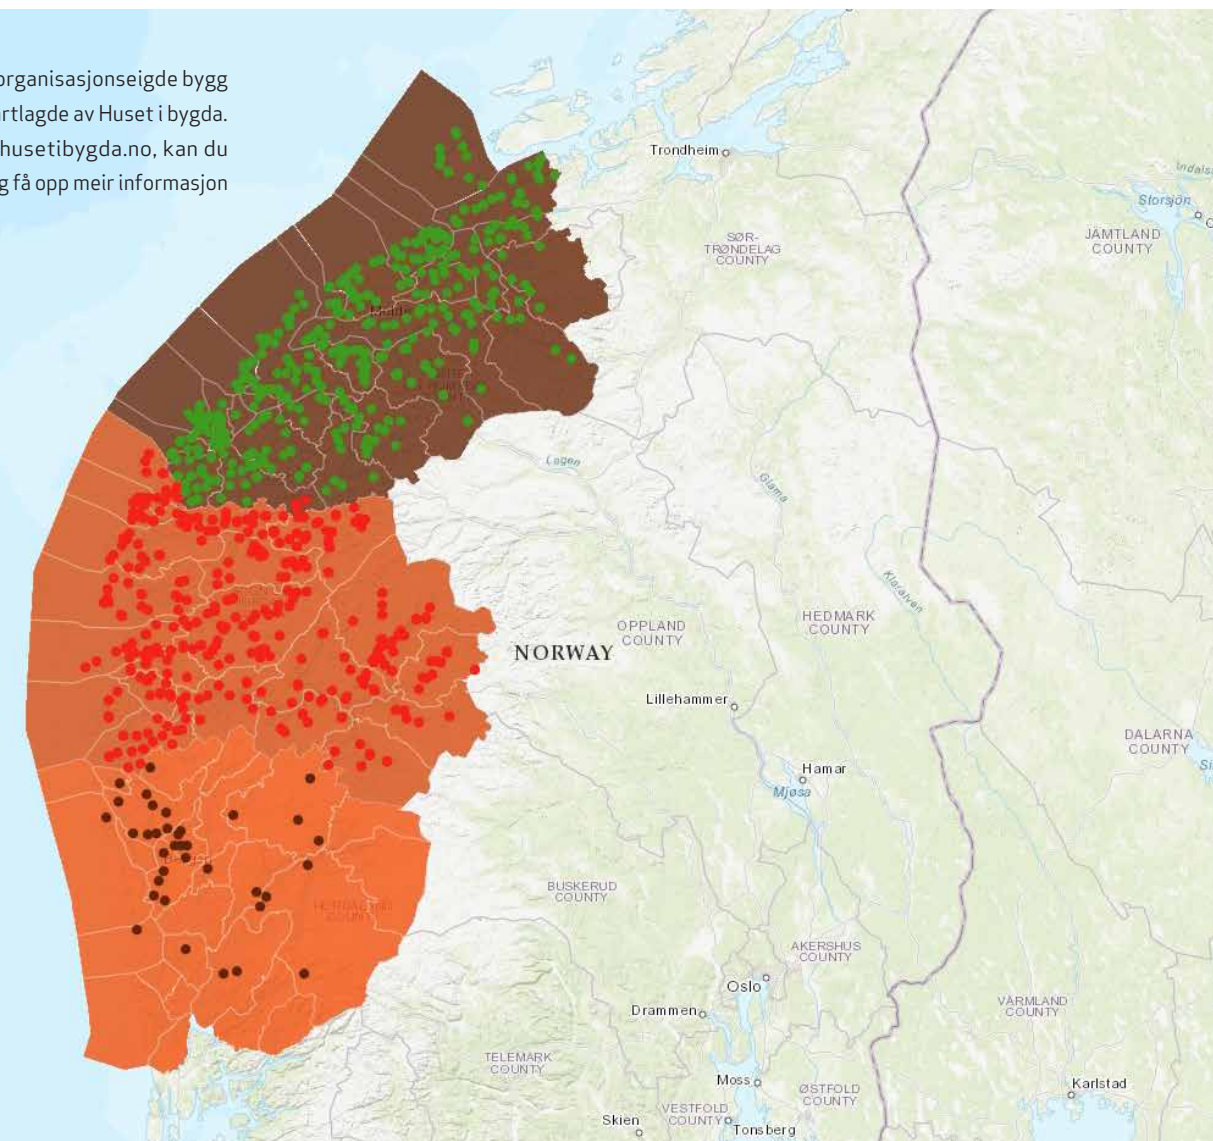 organisasjonseigde bygg
artlagde av Huset i bygda.
husetibygda.no, kan du
g få opp meir informasjon
Trondheim
Storsjön
SØR-
TRØNDELAG
COUNTY
JÄMTLAND
COUNTY
Lagen
Glama
Klaralven
OPPLAND
COUNTY
HEDMARK
COUNTY
NORWAY
Lillehammer
DALARNA
COUNTY
Hamar
Mjøsa
BUSKERUD
COUNTY
AKERSHUS
COUNTY
Oslo
Drammen
VÄRMLAND
COUNTY
TELEMARK
COUNTY
Moss
ØSTFOLD
COUNTY
Karlstad
VESTFOLD
COUNTY
Skien
Tonsberg